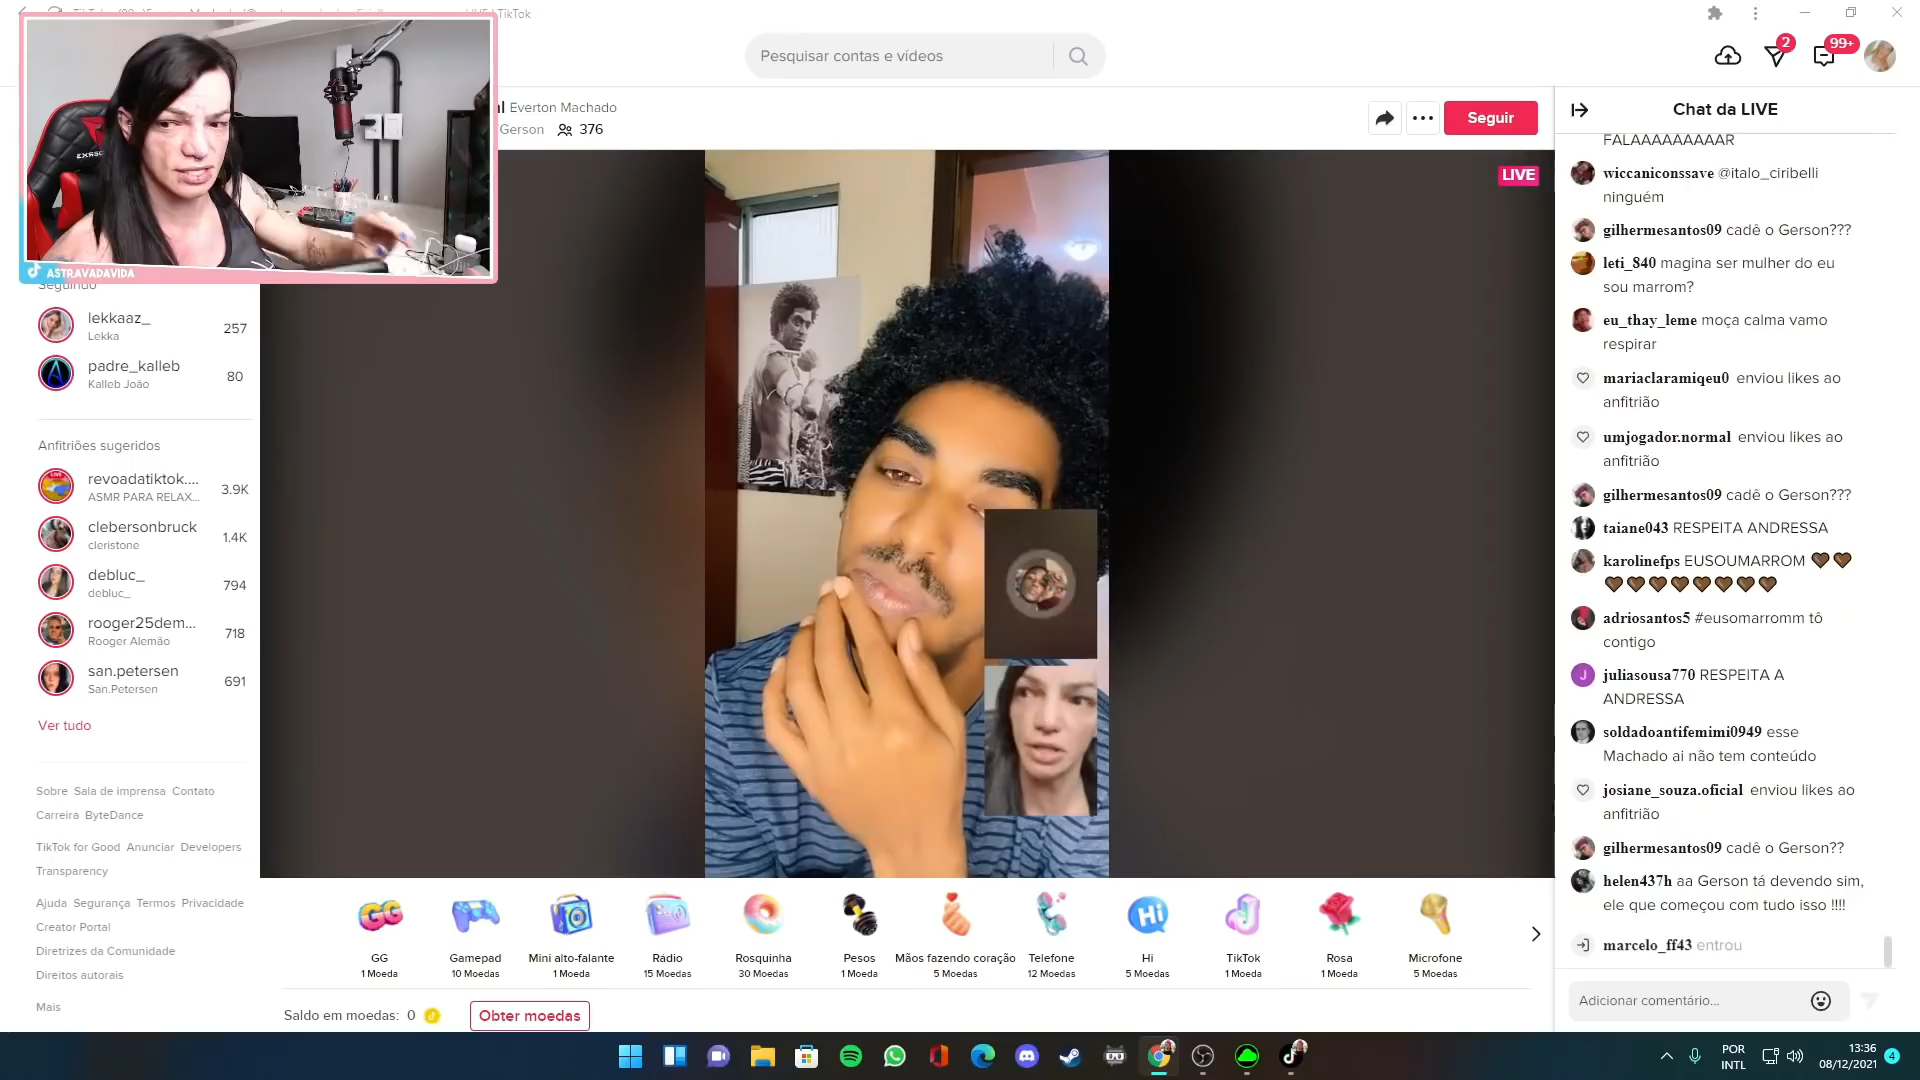 LIVE | TikTok
Pesquisar contas e vídeos
2
99+
EXRSC
ASTRAVADAVIDA
Everton Machado
Gerson 376
Seguir
LIVE
Seguindo
lekkaaz_
Lekka
257
padre_kalleb
Kalleb João
80
Anfitriões sugeridos
revoadatiktok....
ASMR PARA RELAX...
3.9K
clebersonbruck
cleristone
1.4K
debluc_
debluc_
794
rooger25dem...
Rooger Alemão
718
san.petersen
San.Petersen
691
Ver tudo
Sobre Sala de imprensa Contato
Carreira ByteDance
TikTok for Good Anunciar Developers
Transparency
Ajuda Segurança Termos Privacidade
Creator Portal
Diretrizes da Comunidade
Direitos autorais
Mais
GG
1 Moeda
Gamepad
10 Moedas
Mini alto-falante
1 Moeda
Rádio
15 Moedas
Rosquinha
30 Moedas
Pesos
1 Moeda
Mãos fazendo coração
5 Moedas
Telefone
12 Moedas
Hi
Hi
5 Moedas
TikTok
1 Moeda
Rosa
1 Moeda
Microfone
5 Moedas
Saldo em moedas: 0
Obter moedas
Chat da LIVE
FALAAAAAAAAAR
wiccaniconssave @italo_ciribelli
ninguém
gilhermesantos09 cadê o Gerson???
leti_840 magina ser mulher do eu
sou marrom?
eu_thay_leme moça calma vamo
respirar
mariaclaramiqeu0 enviou likes ao
anfitrião
umjogador.normal enviou likes ao
anfitrião
gilhermesantos09 cadê o Gerson???
taiane043 RESPEITA ANDRESSA
karolinefps EUSOUMARROM 🤎🤎
🤎🤎🤎🤎🤎🤎🤎🤎
adriosantos5 #eusomarromm tô
contigo
J
juliasousa770 RESPEITA A
ANDRESSA
soldadoantifemimi0949 esse
Machado ai não tem conteúdo
josiane_souza.oficial enviou likes ao
anfitrião
gilhermesantos09 cadê o Gerson??
helen437h aa Gerson tá devendo sim,
ele que começou com tudo isso !!!!
marcelo_ff43 entrou
Adicionar comentário...
POR
INTL
13:36
08/12/2021
4